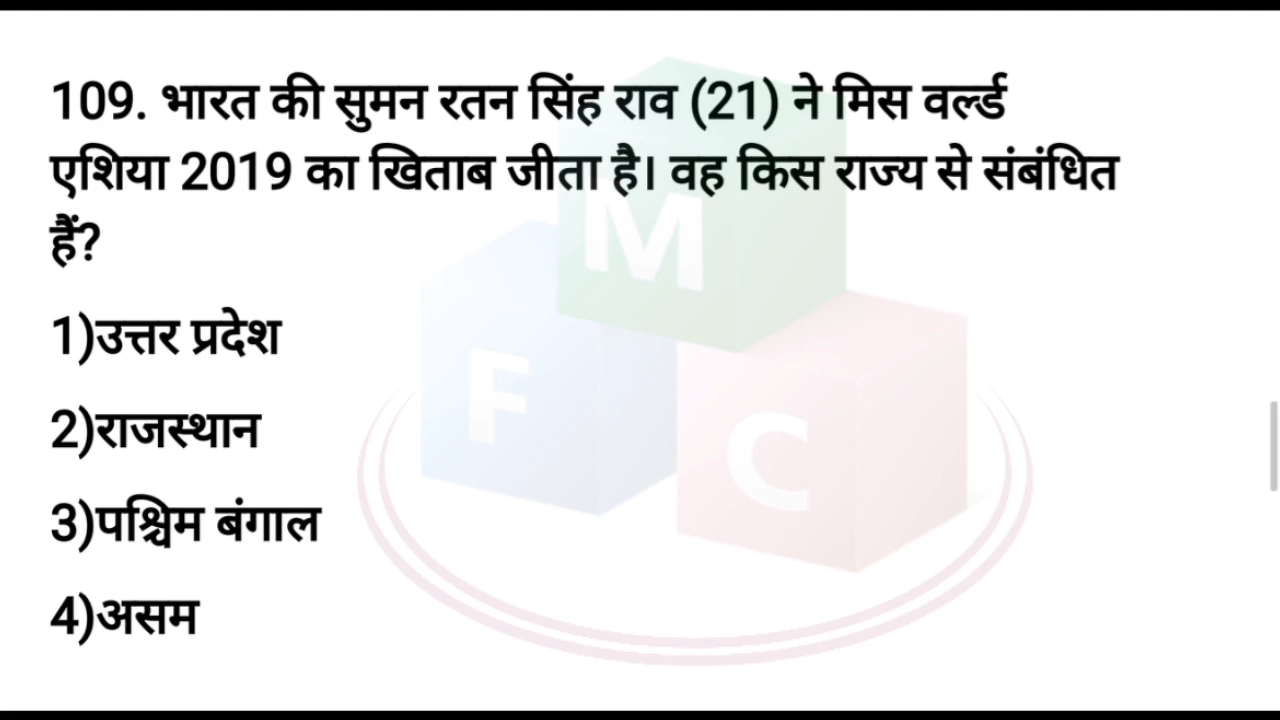 109. भारत की सुमन रतन सिंह राव (21) ने मिस वर्ल्ड
एशिया 2019 का खिताब जीता है। वह किस राज्य से संबंधित
हैं?
1)उत्तर प्रदेश
2)राजस्थान
3)पश्चिम बंगाल
4)असम
M
F
C